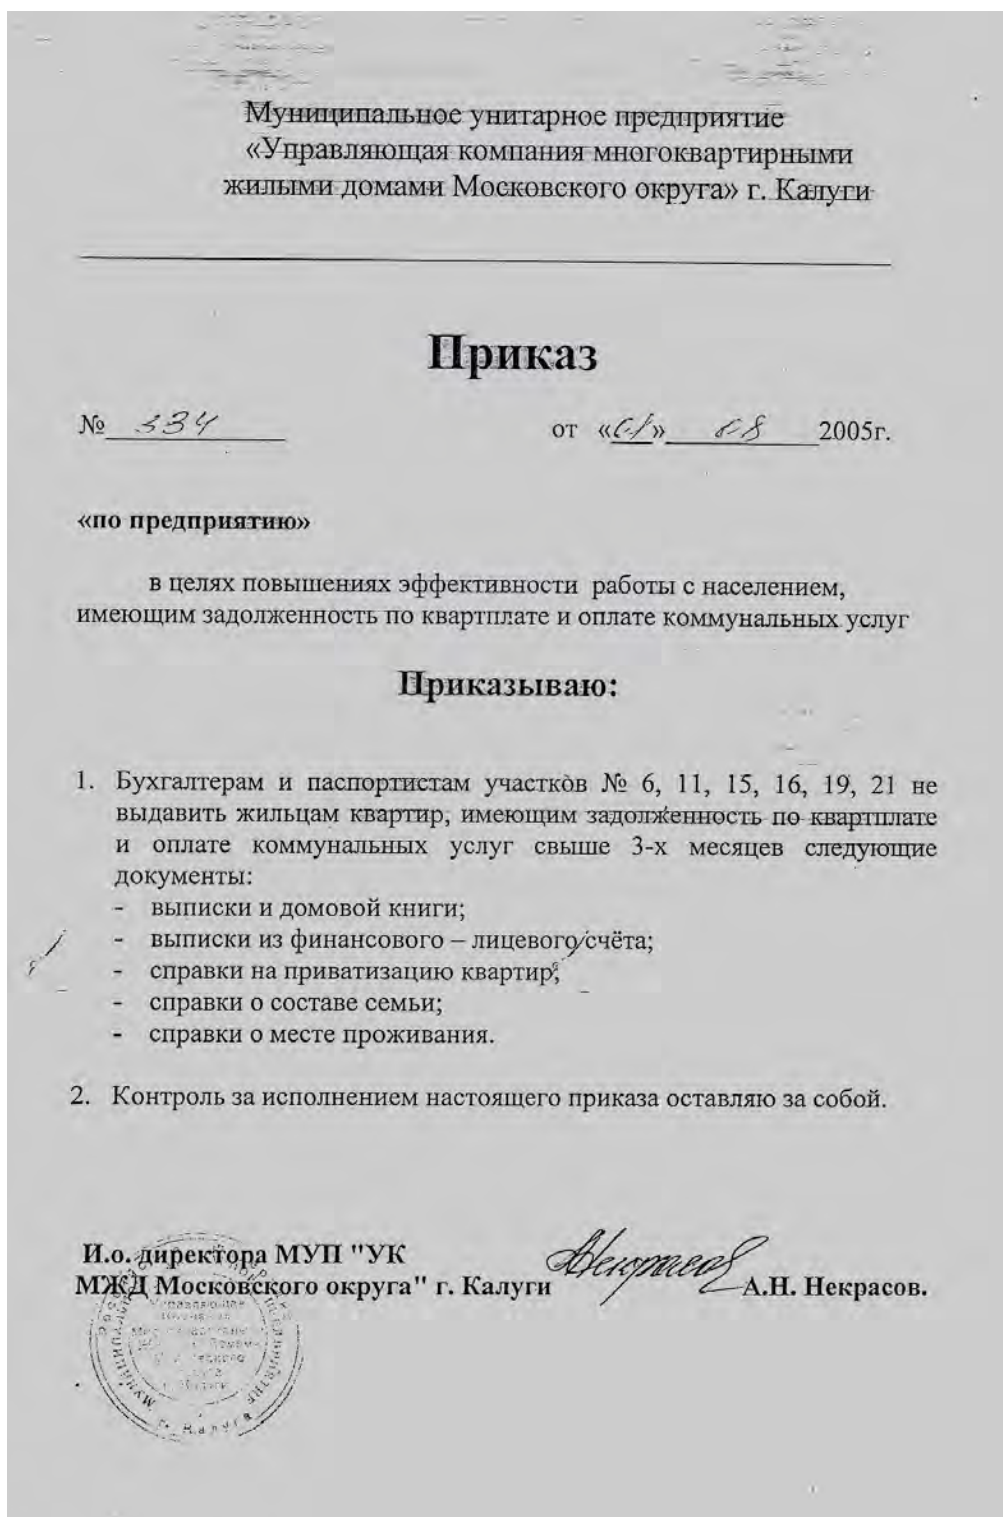 Муниципальное унитарное предприятие
«Управляющая компания многоквартирными
жилыми домами Московского округа» г. Калуги
Приказ
№ 334 от «01» 08 2005г.
«по предприятию»
в целях повышениях эффективности работы с населением,
имеющим задолженность по квартплате и оплате коммунальных услуг
Приказываю:
1. Бухгалтерам и паспортистам участков № 6, 11, 15, 16, 19, 21 не
выдавить жильцам квартир, имеющим задолженность по квартплате
и оплате коммунальных услуг свыше 3-х месяцев следующие
документы:
- выписки и домовой книги;
- выписки из финансового – лицевого счёта;
- справки на приватизацию квартир;
- справки о составе семьи;
- справки о месте проживания.
2. Контроль за исполнением настоящего приказа оставляю за собой.
И.о. директора МУП "УК
МЖД Московского округа" г. Калуги А.Н. Некрасов.